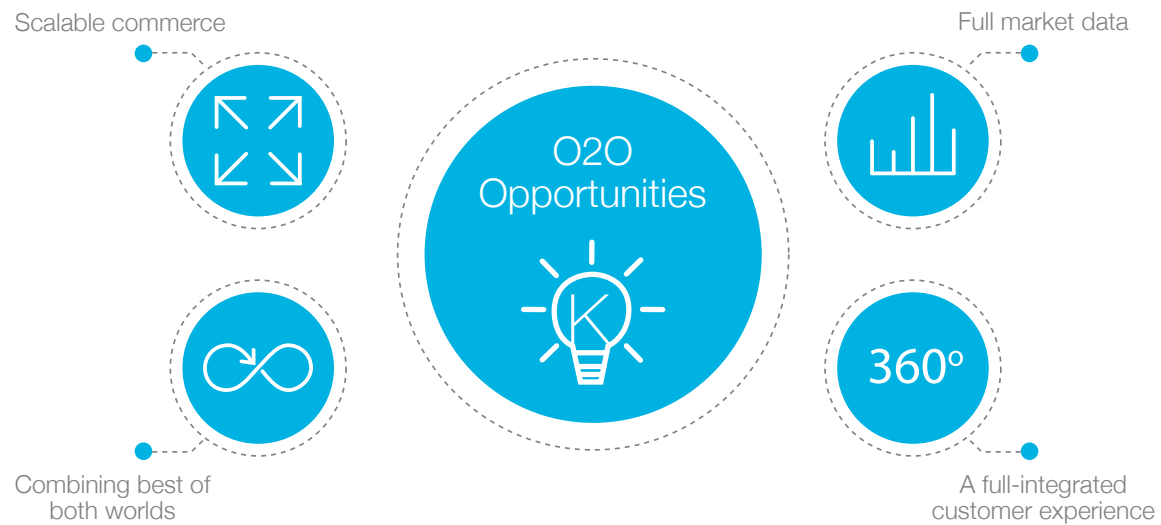 Scalable commerce
Full market data
O2O
Opportunities
K
360º
Combining best of
both worlds
A full-integrated
customer experience